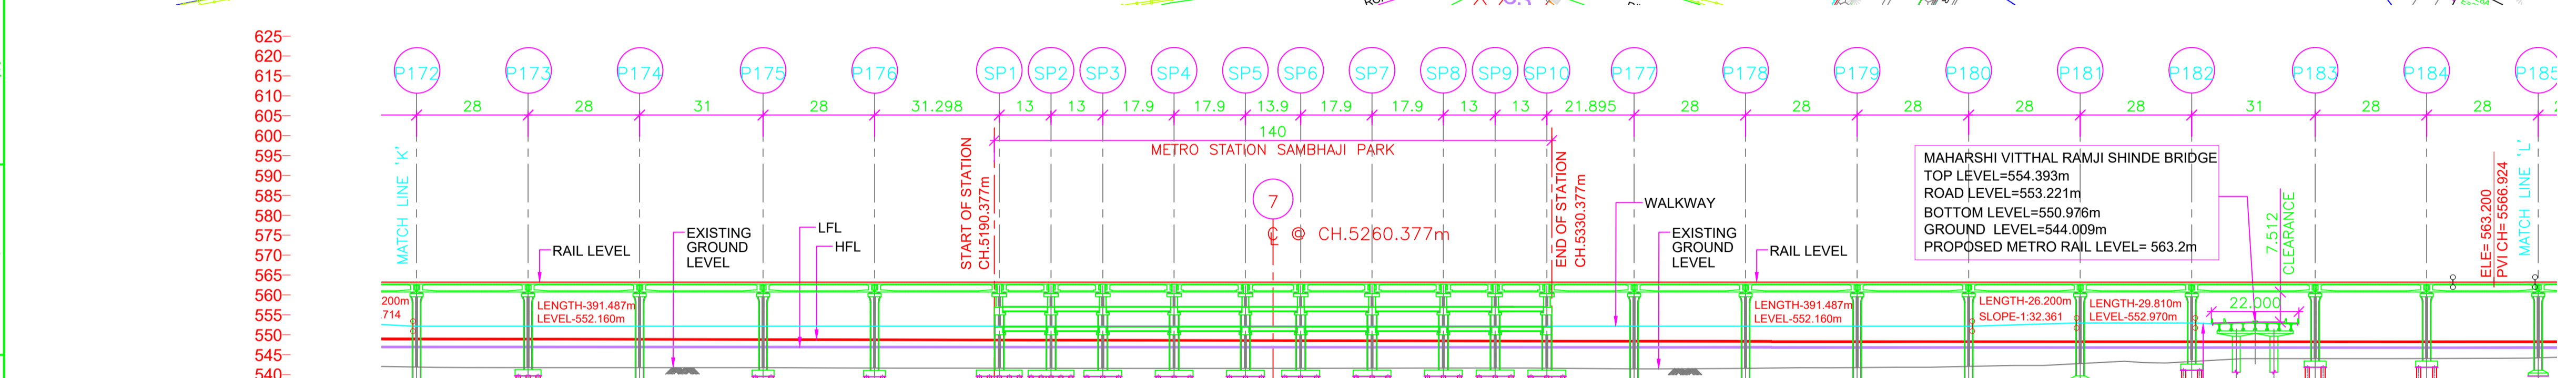 625
620
615
610
605
600
595
590
585
580
575
570
565
560
555
550
545
540
P172 P173 P174 P175 P176 SP1 SP2 SP3 SP4 SP5 SP6 SP7 SP8 SP9 SP10 P177 P178 P179 P180 P181 P182 P183 P184 P185
28 28 31 28 31.298 13 13 17.9 17.9 13.9 17.9 17.9 13 13 21.895 28 28 28 28 28 31 28 28
140
METRO STATION SAMBHAJI PARK
MATCH LINE 'K'
START OF STATION
CH.5190.377m
7
℄ @ CH.5260.377m
END OF STATION
CH.5330.377m
RAIL LEVEL
EXISTING
GROUND
LEVEL
LFL
HFL
WALKWAY
EXISTING
GROUND
LEVEL
RAIL LEVEL
MAHARSHI VITTHAL RAMJI SHINDE BRIDGE
TOP LEVEL=554.393m
ROAD LEVEL=553.221m
BOTTOM LEVEL=550.976m
GROUND LEVEL=544.009m
PROPOSED METRO RAIL LEVEL= 563.2m
7.512
CLEARANCE
ELE= 563.200
PVI CH= 5566.924
MATCH LINE 'L'
200m
714
LENGTH-391.487m
LEVEL-552.160m
LENGTH-391.487m
LEVEL-552.160m
LENGTH-26.200m
SLOPE-1:32.361
LENGTH-29.810m
LEVEL-552.970m
22.000